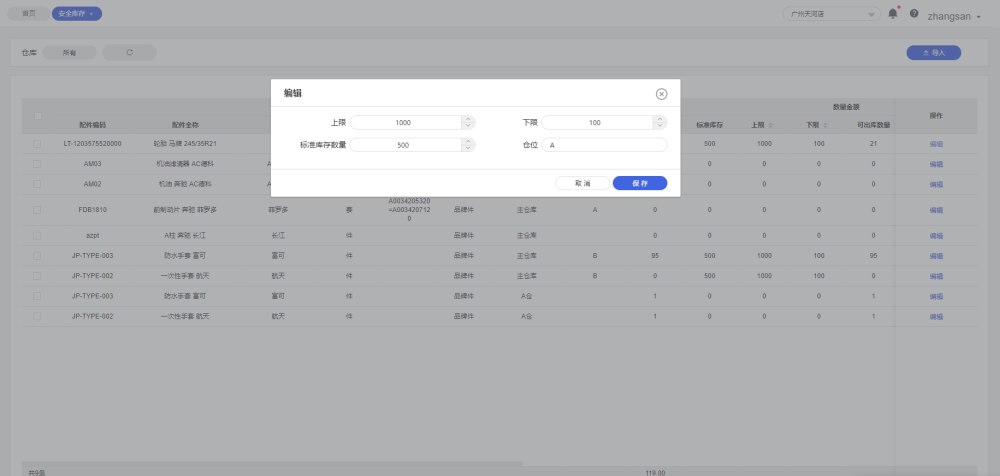 首页 安全库存 广州天河店 zhangsan
仓库 所有 导入
编辑
上限 1000 下限 100
标准库存数量 500 仓位 A
取消 保存
数量金额
配件编码 配件全称 标准库存 上限 下限 可出库数量 操作
LT-1203575520000 轮胎 马牌 245/35R21 500 1000 100 21 编辑
AM03 机油滤清器 AC德科 0 0 0 0 编辑
AM02 机油 奔驰 AC德科 0 0 0 0 编辑
FDB1810 前制动片 奔驰 菲罗多 菲罗多 套 A0034205320 =A003420712 0 品牌件 主仓库 A 0 0 0 0 0 编辑
azpt A柱 奔驰 长江 长江 件 品牌件 主仓库 0 0 0 0 0 编辑
JP-TYPE-003 防水手套 富可 富可 件 品牌件 主仓库 B 95 500 1000 100 95 编辑
JP-TYPE-002 一次性手套 航天 航天 件 品牌件 主仓库 B 0 500 1000 100 0 编辑
JP-TYPE-003 防水手套 富可 富可 件 品牌件 A仓 1 0 0 0 1 编辑
JP-TYPE-002 一次性手套 航天 航天 件 品牌件 A仓 1 0 0 0 1 编辑
共9条 119.00